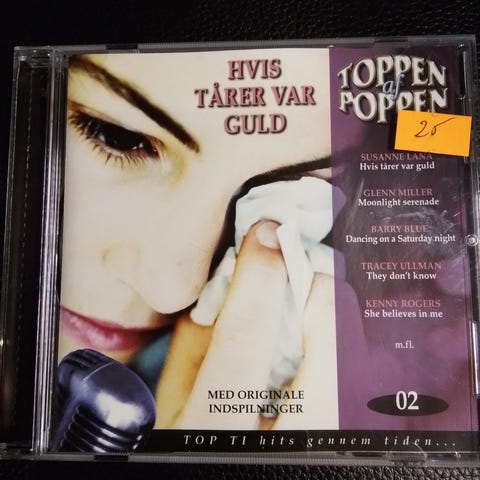 HVIS
TÅRER VAR
GULD
TOPPEN
af
POPPEN
25
SUSANNE LANA
Hvis tårer var guld
GLENN MILLER
Moonlight serenade
BARRY BLUE
Dancing on a Saturday night
TRACEY ULLMAN
They don't know
KENNY ROGERS
She believes in me
m.fl.
MED ORIGINALE
INDSPILNINGER
02
TOP TI hits gennem tiden...